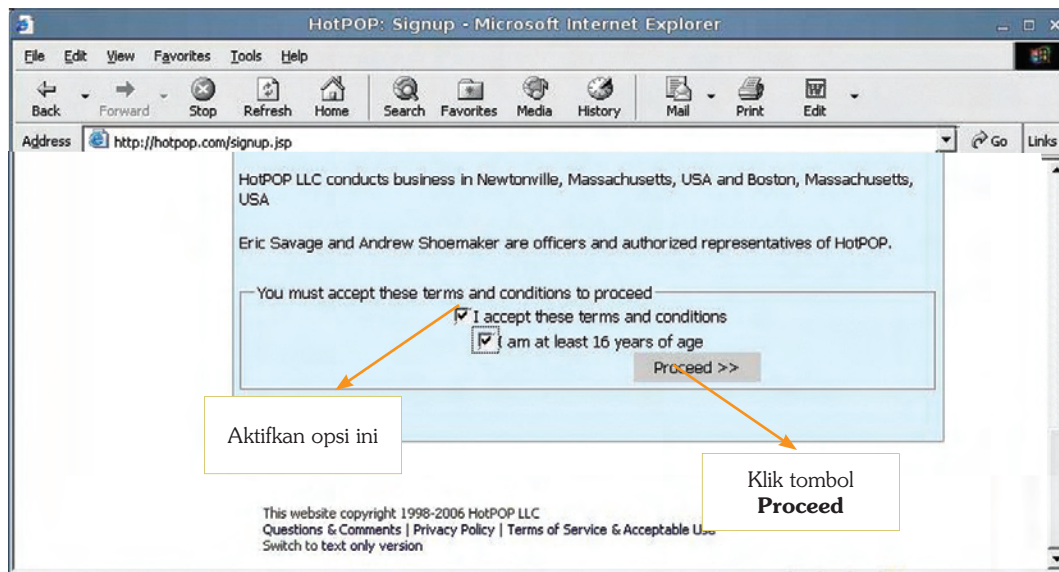 HotPOP: Signup - Microsoft Internet Explorer
File Edit View Favorites Tools Help
Back Forward Stop Refresh Home Search Favorites Media History Mail Print Edit
Address http://hotpop.com/signup.jsp Go Links
HotPOP LLC conducts business in Newtonville, Massachusetts, USA and Boston, Massachusetts,
USA
Eric Savage and Andrew Shoemaker are officers and authorized representatives of HotPOP.
You must accept these terms and conditions to proceed
I accept these terms and conditions
I am at least 16 years of age
Proceed >>
Aktifkan opsi ini
Klik tombol
Proceed
This website copyright 1998-2006 HotPOP LLC
Questions & Comments | Privacy Policy | Terms of Service & Acceptable Use
Switch to text only version